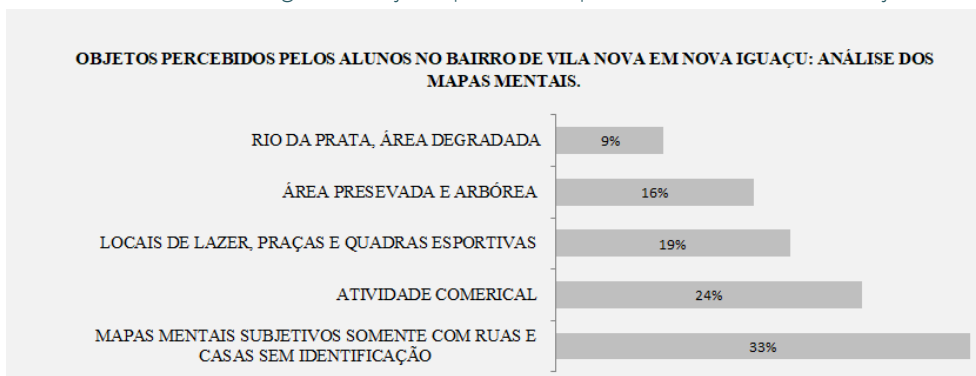 OBJETOS PERCEBIDOS PELOS ALUNOS NO BAIRRO DE VILA NOVA EM NOVA IGUAÇU: ANÁLISE DOS
MAPAS MENTAIS.
RIO DA PRATA, ÁREA DEGRADADA
9%
ÁREA PRESEVADA E ARBÓREA
16%
LOCAIS DE LAZER, PRAÇAS E QUADRAS ESPORTIVAS
19%
ATIVIDADE COMERICAL
24%
MAPAS MENTAIS SUBJETIVOS SOMENTE COM RUAS E
CASAS SEM IDENTIFICAÇÃO
33%